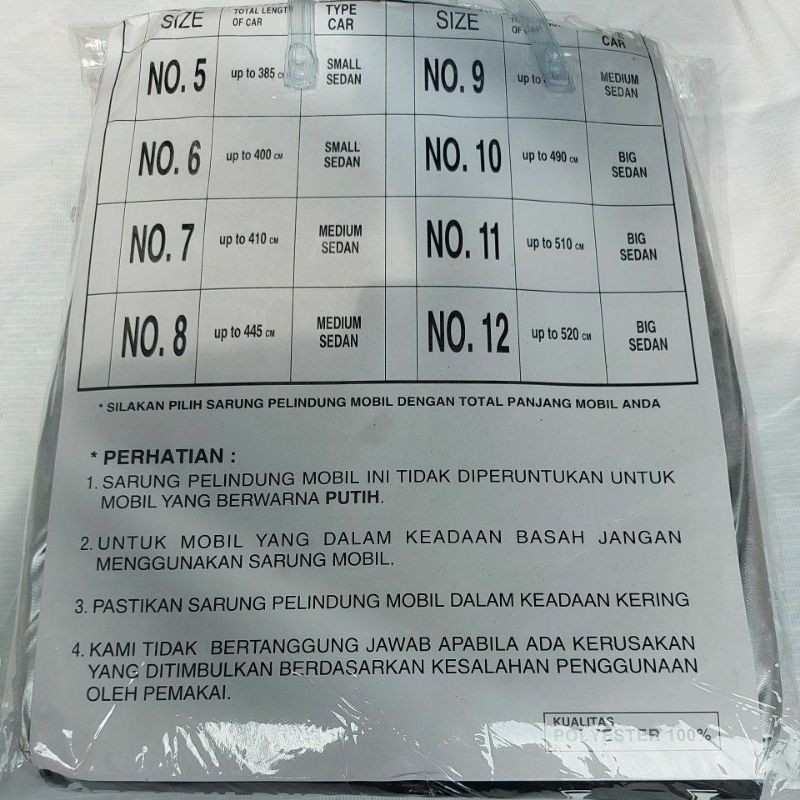 SIZE TOTAL LENGTH OF CAR TYPE CAR SIZE OF CAR
NO. 5 up to 385 CM SMALL SEDAN NO. 9 up to MEDIUM SEDAN
NO. 6 up to 400 CM SMALL SEDAN NO. 10 up to 490 CM BIG SEDAN
NO. 7 up to 410 CM MEDIUM SEDAN NO. 11 up to 510 CM BIG SEDAN
NO. 8 up to 445 CM MEDIUM SEDAN NO. 12 up to 520 CM BIG SEDAN
* SILAKAN PILIH SARUNG PELINDUNG MOBIL DENGAN TOTAL PANJANG MOBIL ANDA
* PERHATIAN :
1. SARUNG PELINDUNG MOBIL INI TIDAK DIPERUNTUKAN UNTUK
MOBIL YANG BERWARNA PUTIH.
2. UNTUK MOBIL YANG DALAM KEADAAN BASAH JANGAN
MENGGUNAKAN SARUNG MOBIL.
3. PASTIKAN SARUNG PELINDUNG MOBIL DALAM KEADAAN KERING
4. KAMI TIDAK BERTANGGUNG JAWAB APABILA ADA KERUSAKAN
YANG DITIMBULKAN BERDASARKAN KESALAHAN PENGGUNAAN
OLEH PEMAKAI.
KUALITAS
POLYESTER 100%